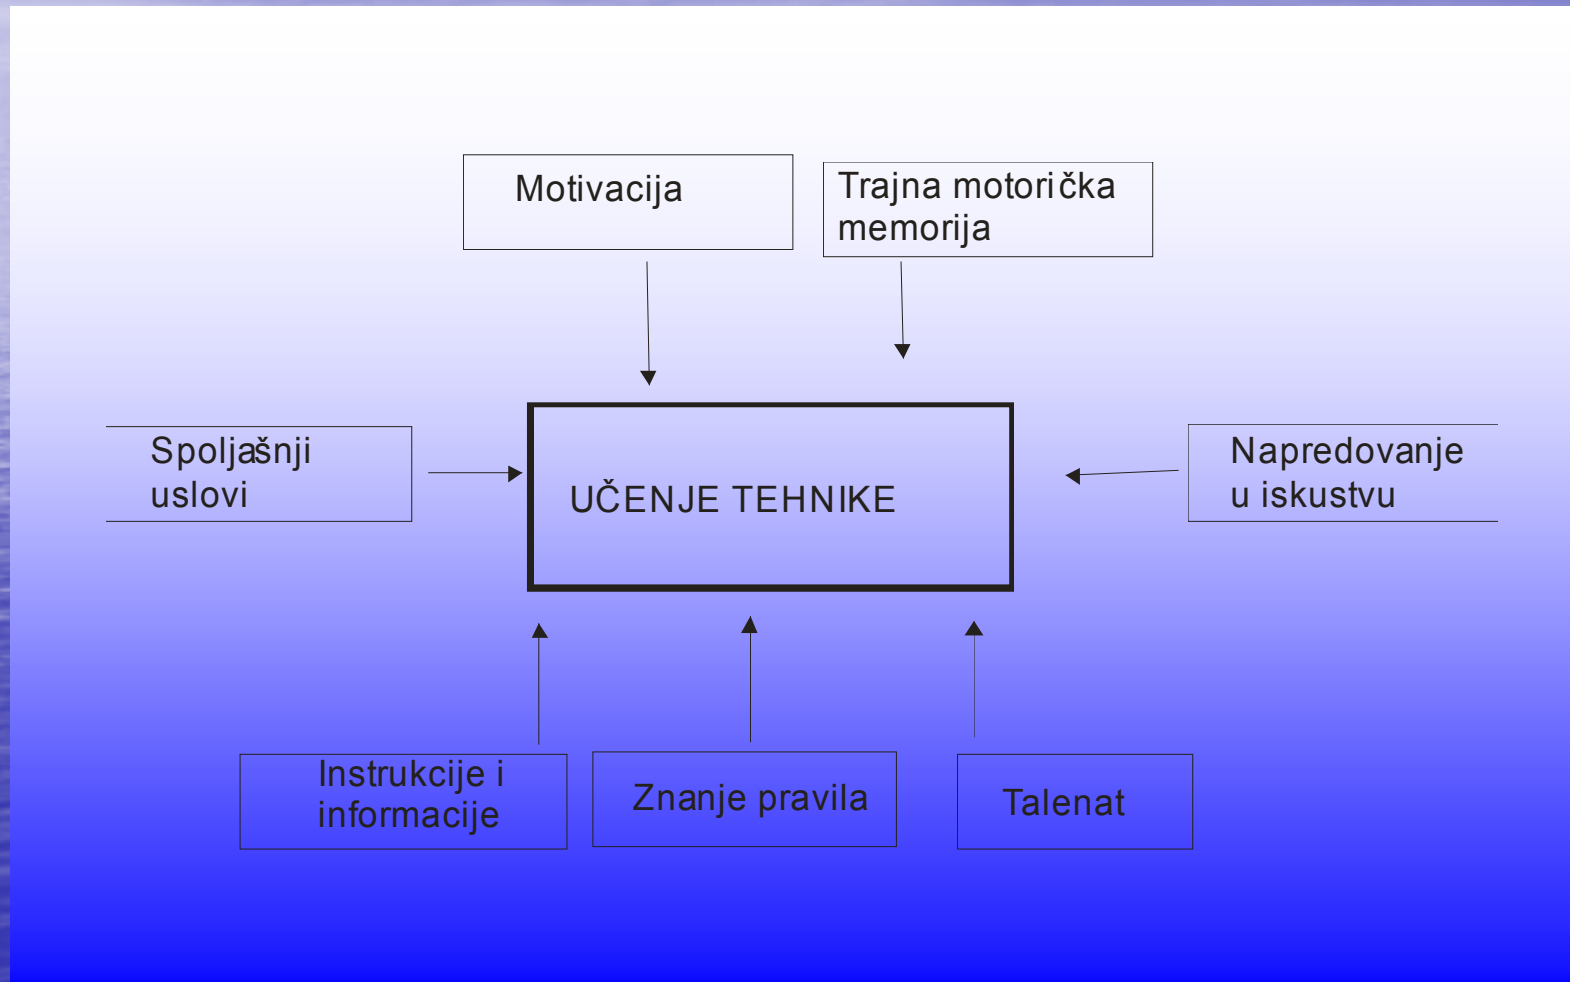 Motivacija
Trajna motorička
memorija
Spoljašnji
uslovi
UČENJE TEHNIKE
Napredovanje
u iskustvu
Instrukcije i
informacije
Znanje pravila
Talenat